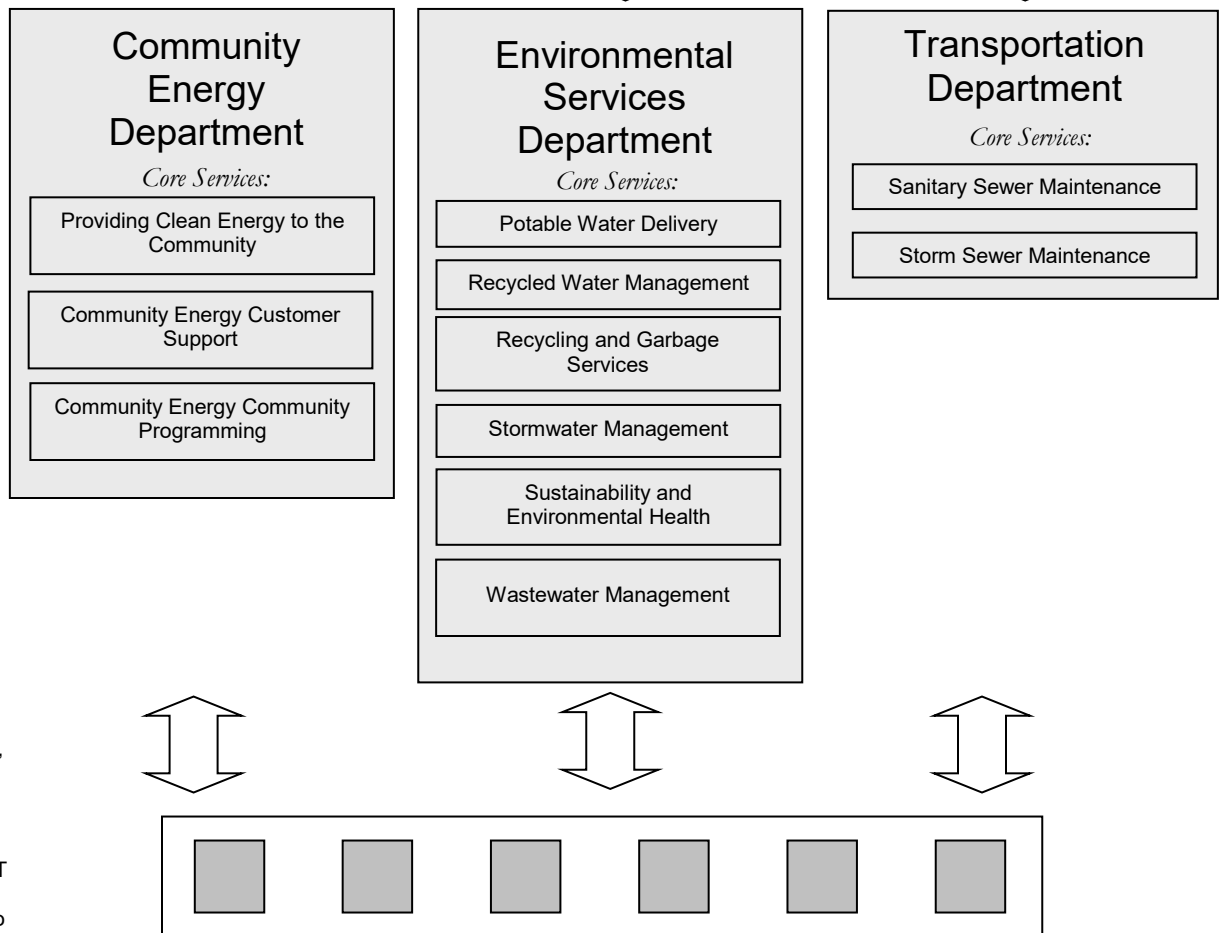 Community
Energy
Department
Core Services:
Providing Clean Energy to the
Community
Community Energy Customer
Support
Community Energy Community
Programming
Environmental
Services
Department
Core Services:
Potable Water Delivery
Recycled Water Management
Recycling and Garbage
Services
Stormwater Management
Sustainability and
Environmental Health
Wastewater Management
Transportation
Department
Core Services:
Sanitary Sewer Maintenance
Storm Sewer Maintenance